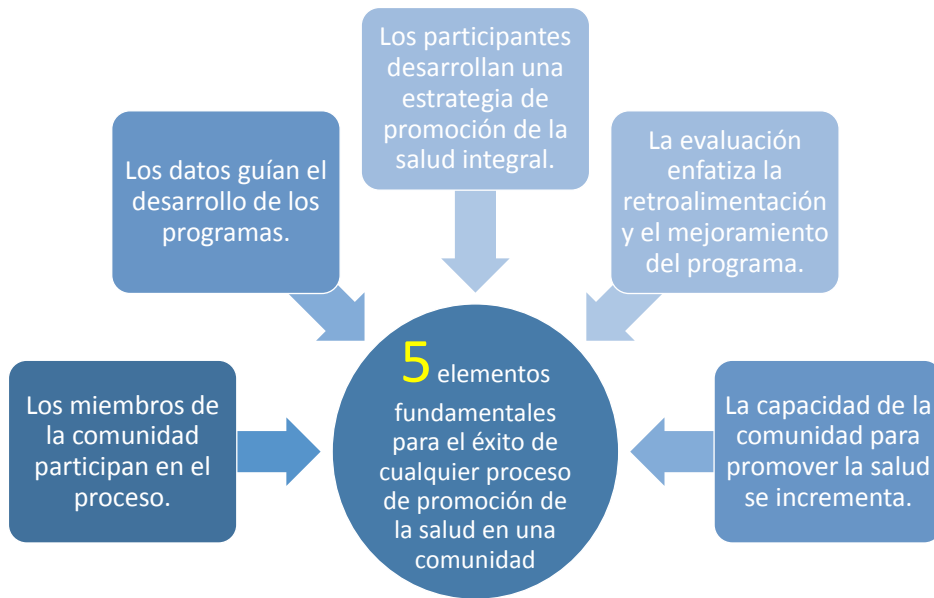 Los participantes
desarrollan una
estrategia de
promoción de la
salud integral.
Los datos guían el
desarrollo de los
programas.
La evaluación
enfatiza la
retroalimentación
y el mejoramiento
del programa.
Los miembros de
la comunidad
participan en el
proceso.
5 elementos
fundamentales
para el éxito de
cualquier proceso
de promoción de
la salud en una
comunidad
La capacidad de la
comunidad para
promover la salud
se incrementa.